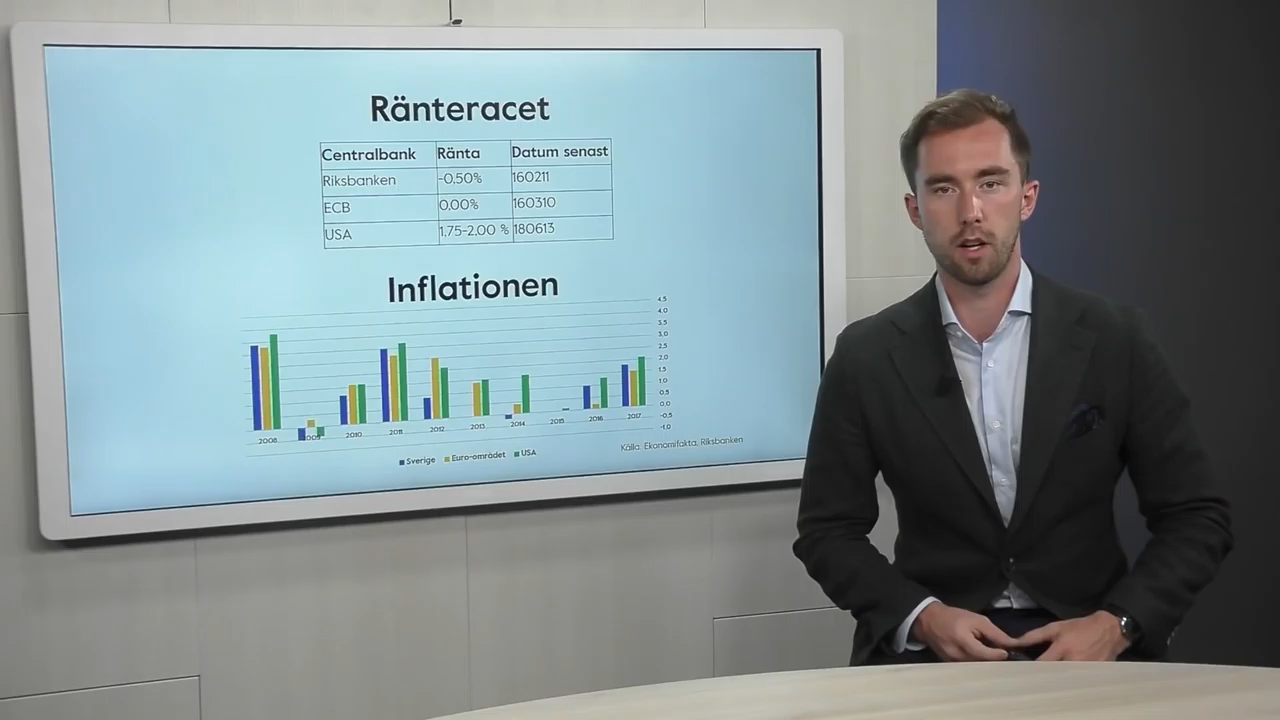 Ränteracet
Centralbank Ränta Datum senast
Riksbanken -0,50% 160211
ECB 0,00% 160310
USA 1,75-2,00 % 180613
Inflationen
4,5
4,0
3,5
3,0
2,5
2,0
1,5
1,0
0,5
0,0
-0,5
-1,0
2008 2009 2010 2011 2012 2013 2014 2015 2016 2017
Sverige Euro-området USA
Källa: Ekonomifakta, Riksbanken